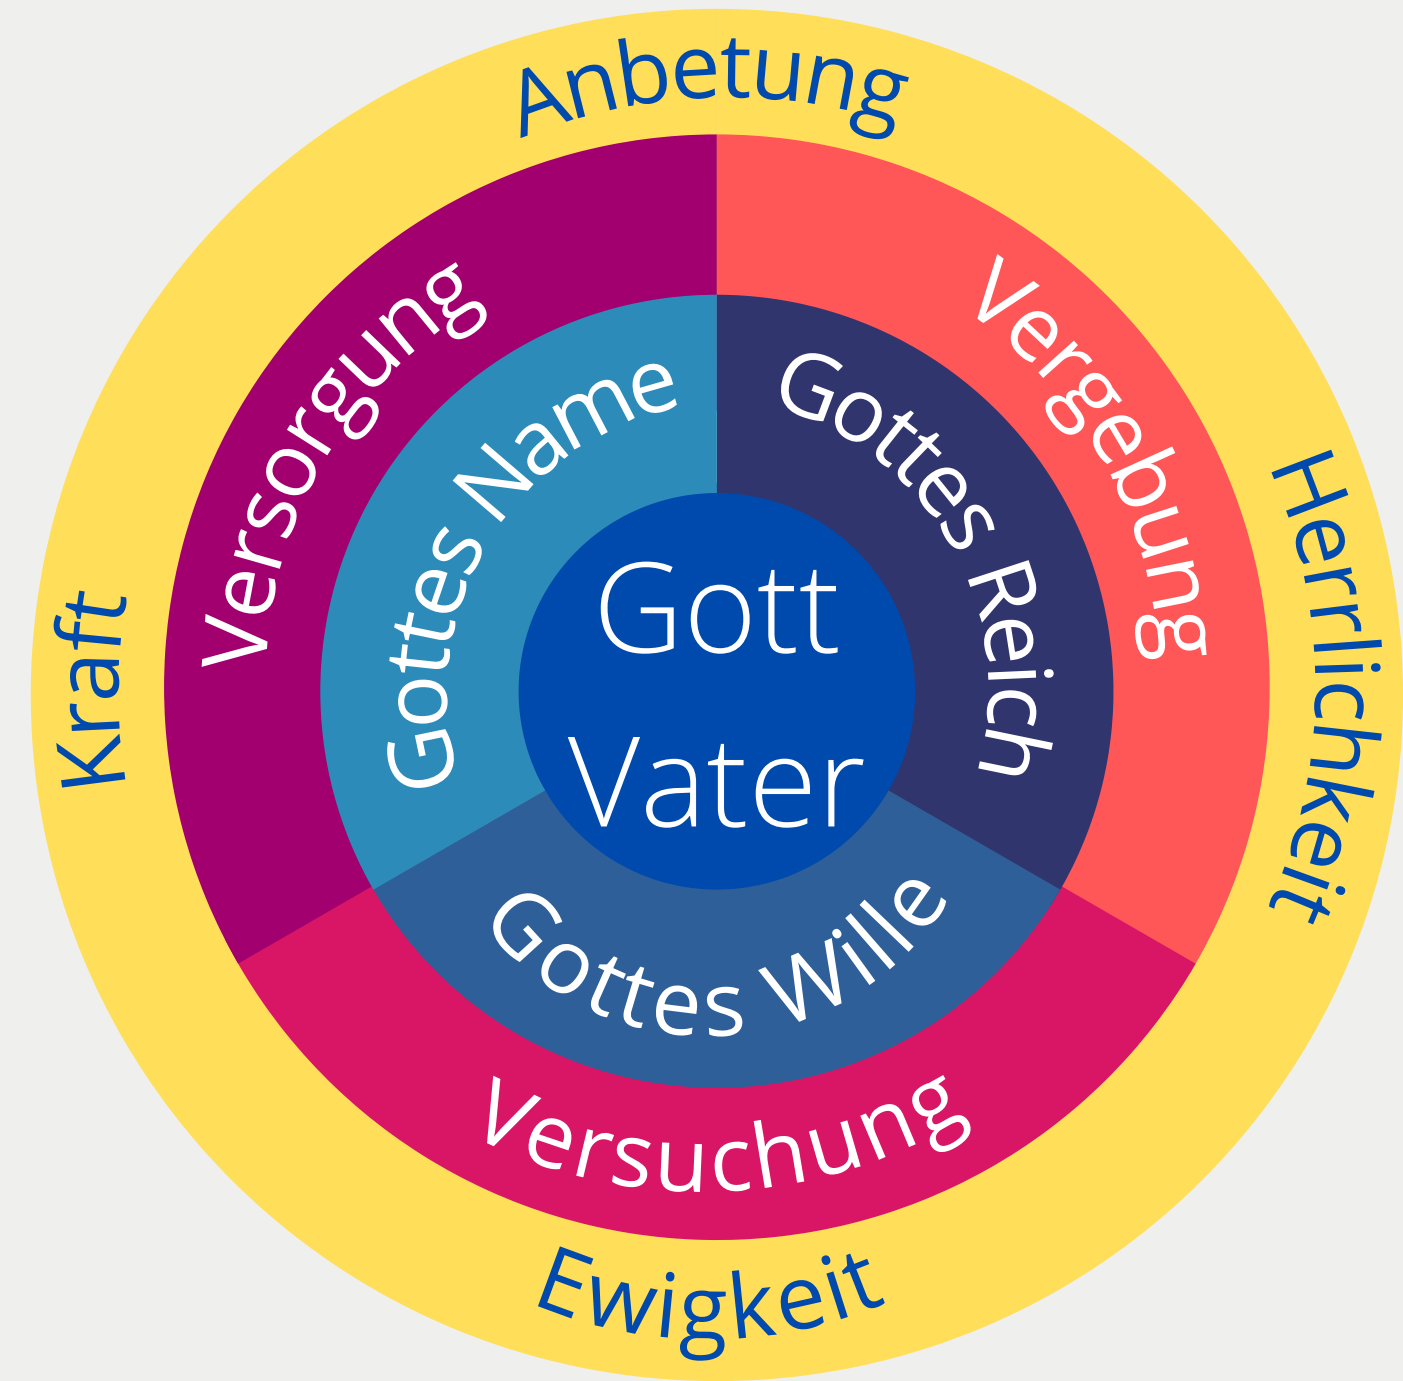 Anbetung
Versorgung
Vergebung
Gottes Name
Gottes Reich
Herrlichkeit
Gott
Vater
Kraft
Gottes Wille
Versuchung
Ewigkeit